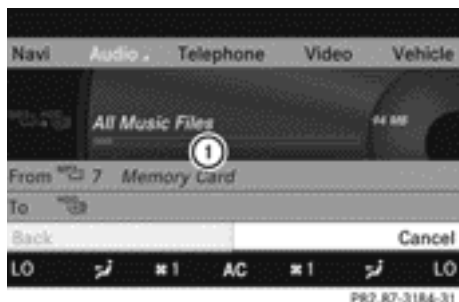 Navi Audio Telephone Video Vehicle
All Music Files 94 MB
1
From 7 Memory Card
To
Back Cancel
LO 1 AC 1 LO
P82.87-3184-31